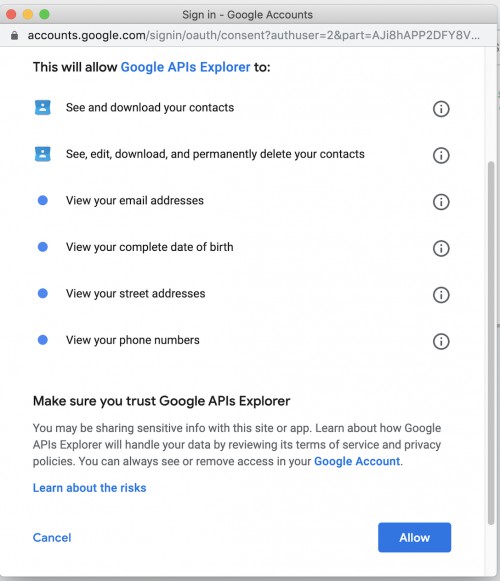 Sign in - Google Accounts
accounts.google.com/signin/oauth/consent?authuser=2&part=AJi8hAPP2DFY8V...
This will allow Google APIs Explorer to:
See and download your contacts
See, edit, download, and permanently delete your contacts
View your email addresses
View your complete date of birth
View your street addresses
View your phone numbers
Make sure you trust Google APIs Explorer
You may be sharing sensitive info with this site or app. Learn about how Google
APIs Explorer will handle your data by reviewing its terms of service and privacy
policies. You can always see or remove access in your Google Account.
Learn about the risks
Cancel
Allow